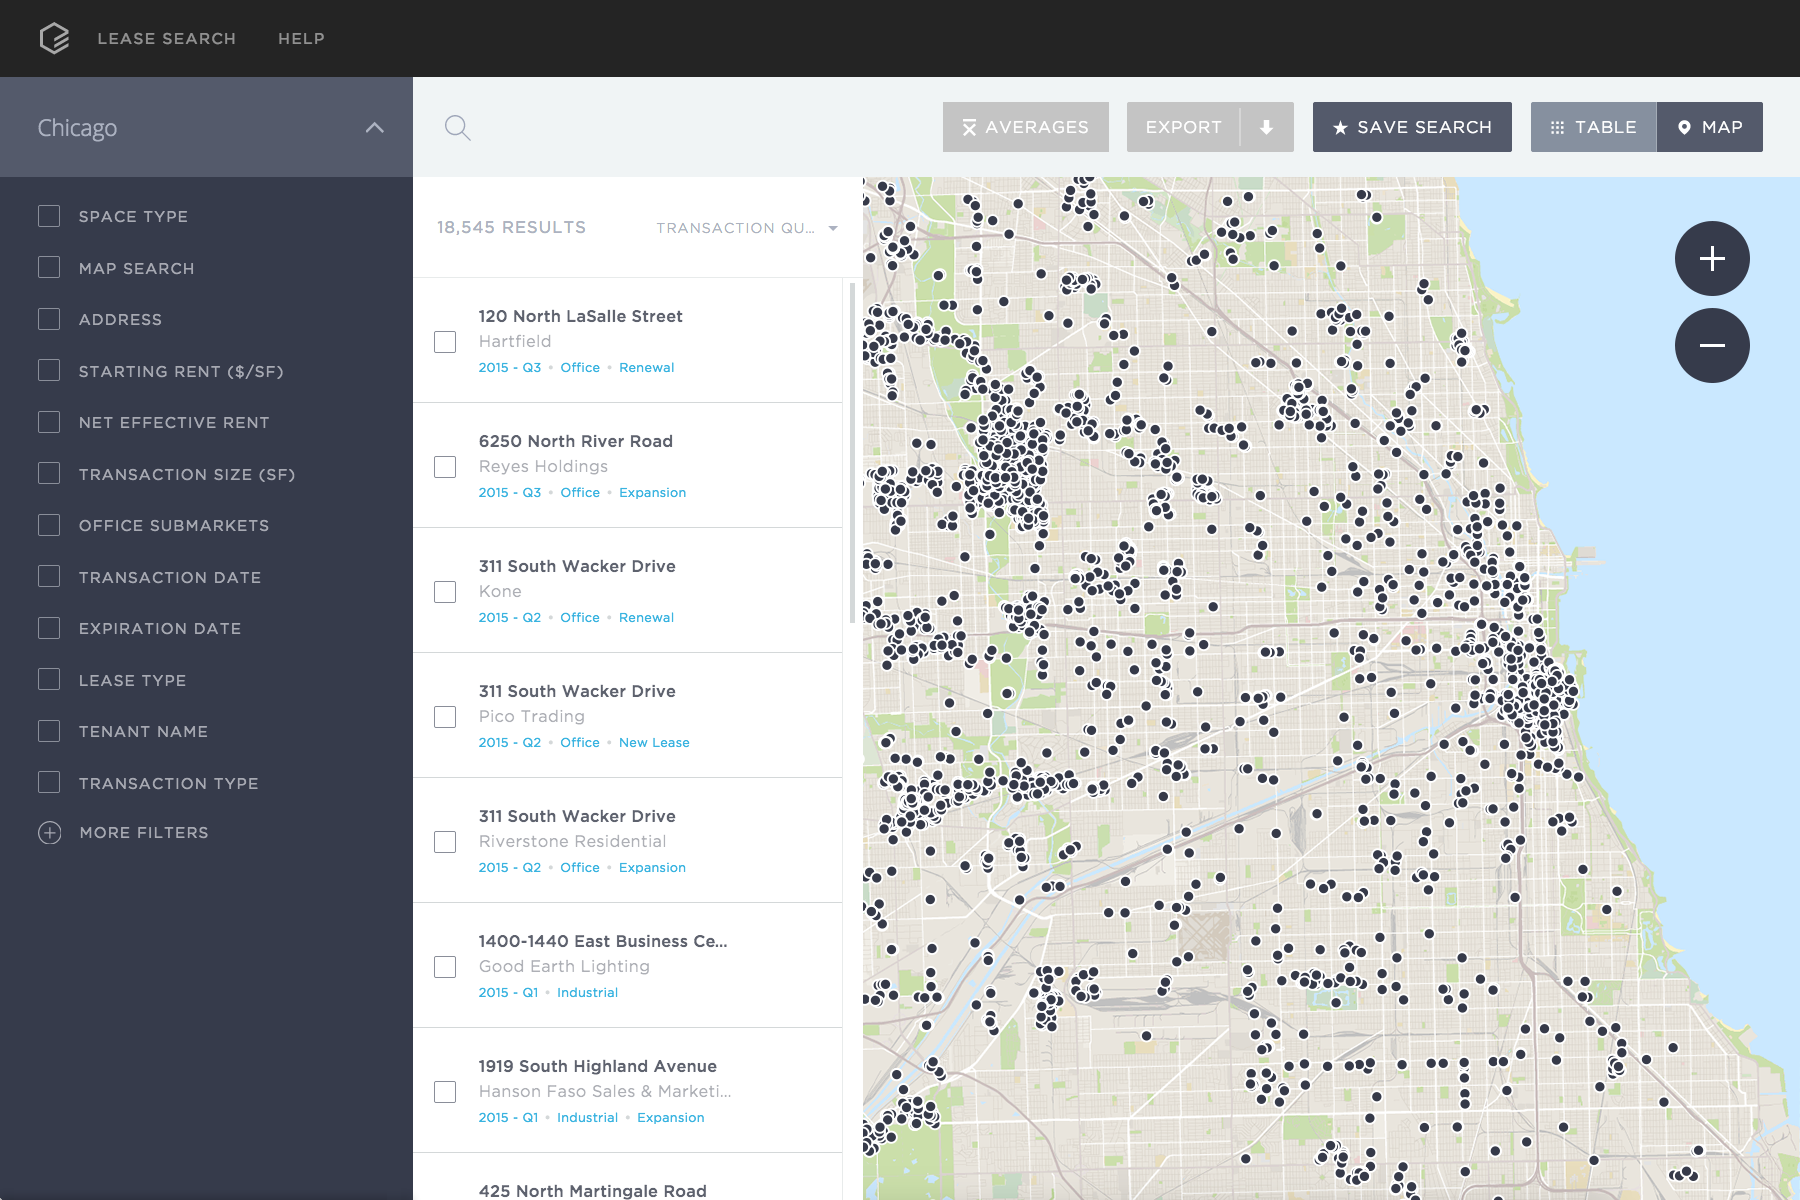 LEASE SEARCH
HELP
Chicago
AVERAGES
EXPORT
SAVE SEARCH
TABLE
MAP
SPACE TYPE
MAP SEARCH
ADDRESS
STARTING RENT ($/SF)
NET EFFECTIVE RENT
TRANSACTION SIZE (SF)
OFFICE SUBMARKETS
TRANSACTION DATE
EXPIRATION DATE
LEASE TYPE
TENANT NAME
TRANSACTION TYPE
MORE FILTERS
18,545 RESULTS
TRANSACTION QU...
120 North LaSalle Street
Hartfield
2015 - Q3 • Office • Renewal
6250 North River Road
Reyes Holdings
2015 - Q3 • Office • Expansion
311 South Wacker Drive
Kone
2015 - Q2 • Office • Renewal
311 South Wacker Drive
Pico Trading
2015 - Q2 • Office • New Lease
311 South Wacker Drive
Riverstone Residential
2015 - Q2 • Office • Expansion
1400-1440 East Business Ce...
Good Earth Lighting
2015 - Q1 • Industrial
1919 South Highland Avenue
Hanson Faso Sales & Marketi...
2015 - Q1 • Industrial • Expansion
425 North Martingale Road